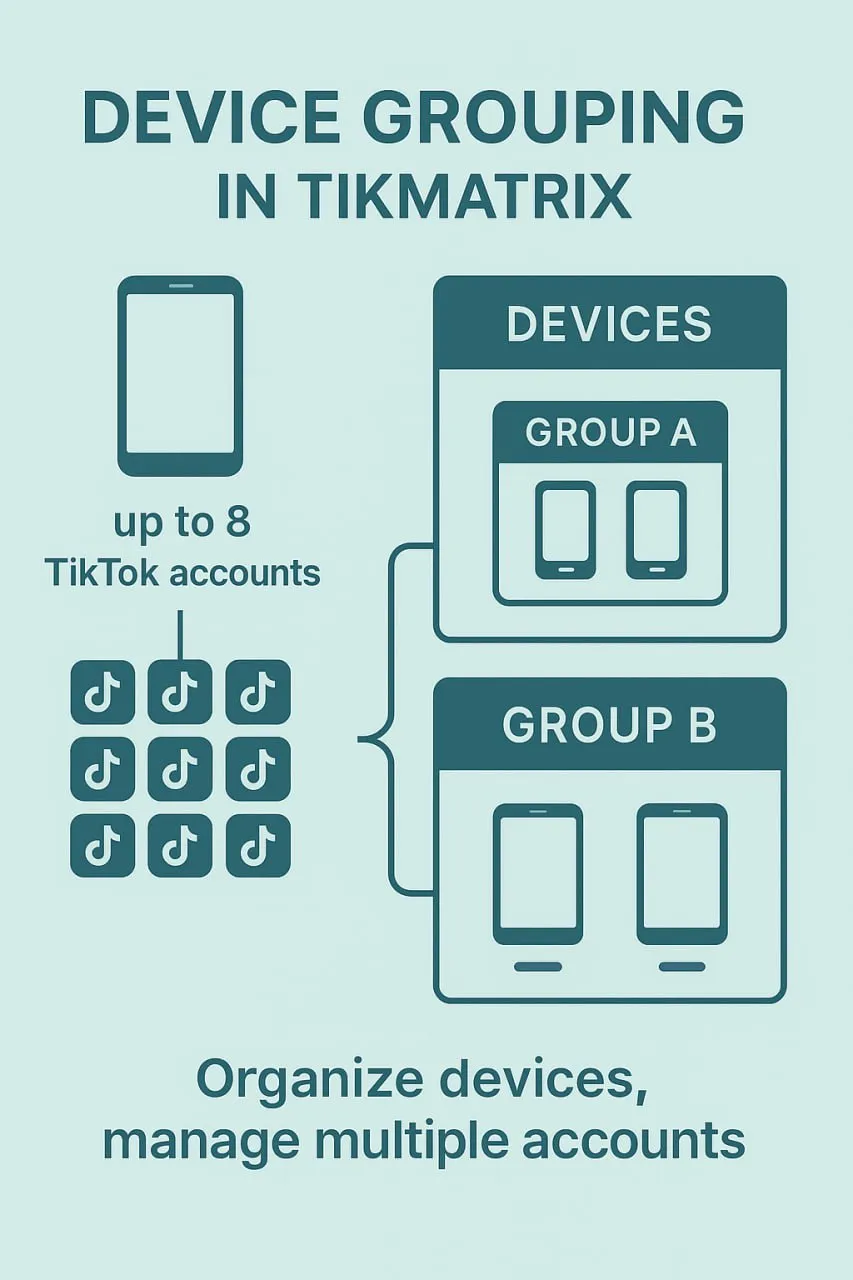 DEVICE GROUPING
IN TIKMATRIX
up to 8
TikTok accounts
DEVICES
GROUP A
GROUP B
Organize devices,
manage multiple accounts